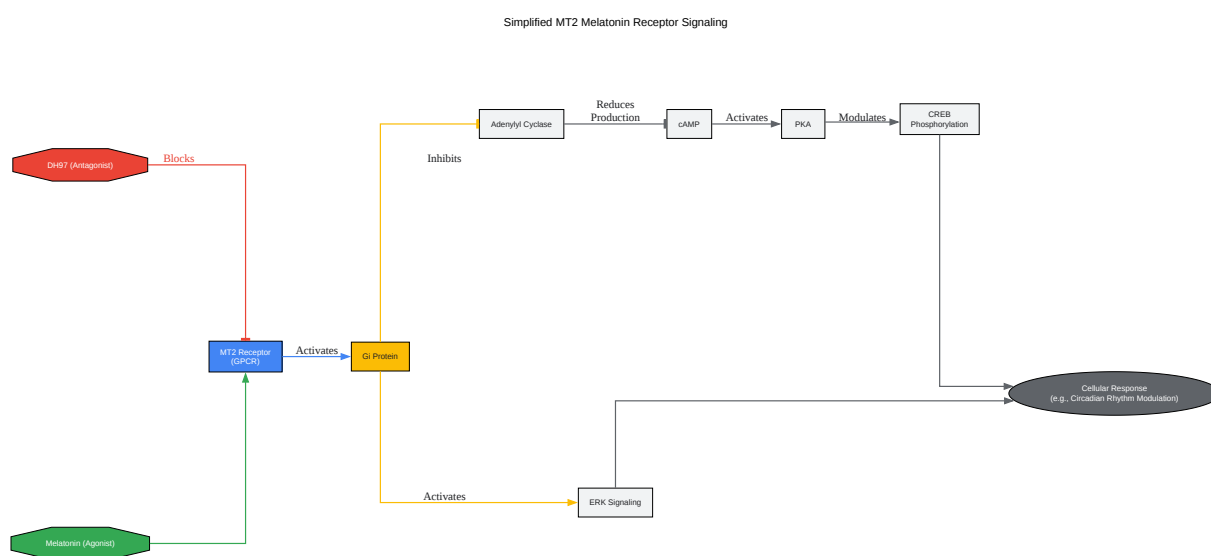 Simplified MT2 Melatonin Receptor Signaling
Reduces
Production
Adenylyl Cyclase
cAMP
Activates
PKA
Modulates
CREB
Phosphorylation
DH97 (Antagonist)
Blocks
Inhibits
MT2 Receptor
(GPCR)
Activates
Gi Protein
Cellular Response
(e.g., Circadian Rhythm Modulation)
Activates
ERK Signaling
Melatonin (Agonist)